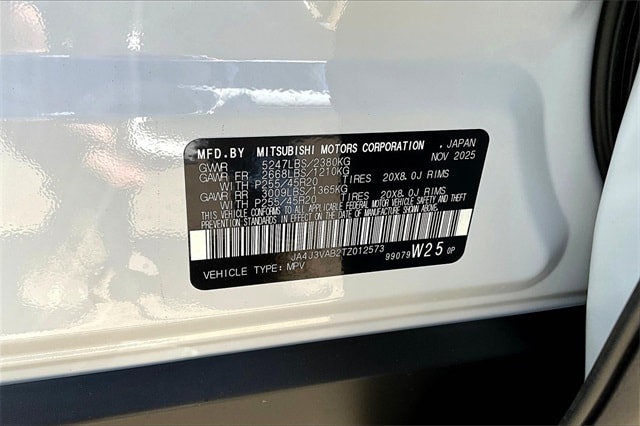 MFD.BY MITSUBISHI MOTORS CORPORATION , JAPAN
GVWR 5247LBS/2380KG NOV 2025
GAWR FR 2668LBS/1210KG
WITH P255/45R20 TIRES 20X8.0J RIMS
GAWR RR 3009LBS/1365KG
WITH P255/45R20 TIRES 20X8.0J RIMS
THIS VEHICLE CONFORMS TO ALL APPLICABLE FEDERAL MOTOR VEHICLE SAFETY AND THEFT
PREVENTION STANDARDS IN EFFECT ON THE DATE OF MANUFACTURE SHOWN ABOVE.
JA4J3VAB2TZ012573
VEHICLE TYPE: MPV 99079 W25 0P